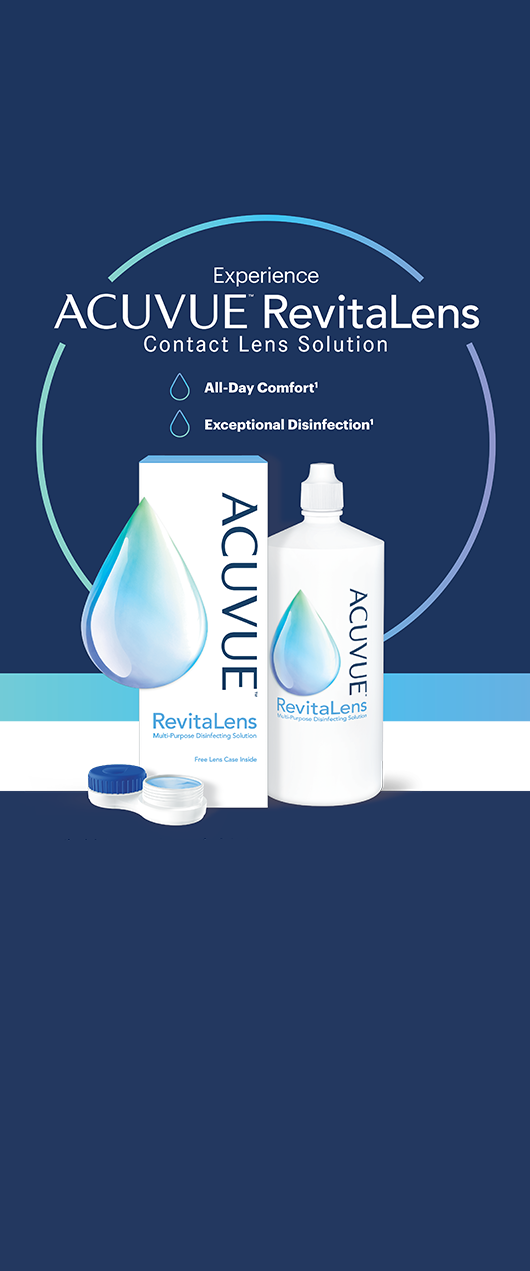 Experience
ACUVUE™ RevitaLens
Contact Lens Solution
All-Day Comfort¹
Exceptional Disinfection¹
ACUVUE™
RevitaLens
Multi-Purpose Disinfecting Solution
Free Lens Case Inside
ACUVUE™
RevitaLens
Multi-Purpose Disinfecting Solution